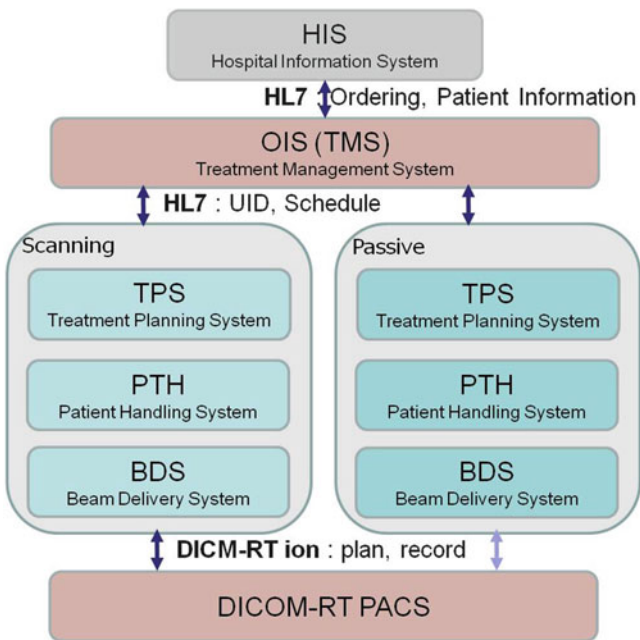 HIS
Hospital Information System
HL7 : Ordering, Patient Information
OIS (TMS)
Treatment Management System
HL7 : UID, Schedule
Scanning
TPS
Treatment Planning System
PTH
Patient Handling System
BDS
Beam Delivery System
Passive
TPS
Treatment Planning System
PTH
Patient Handling System
BDS
Beam Delivery System
DICM-RT ion : plan, record
DICOM-RT PACS